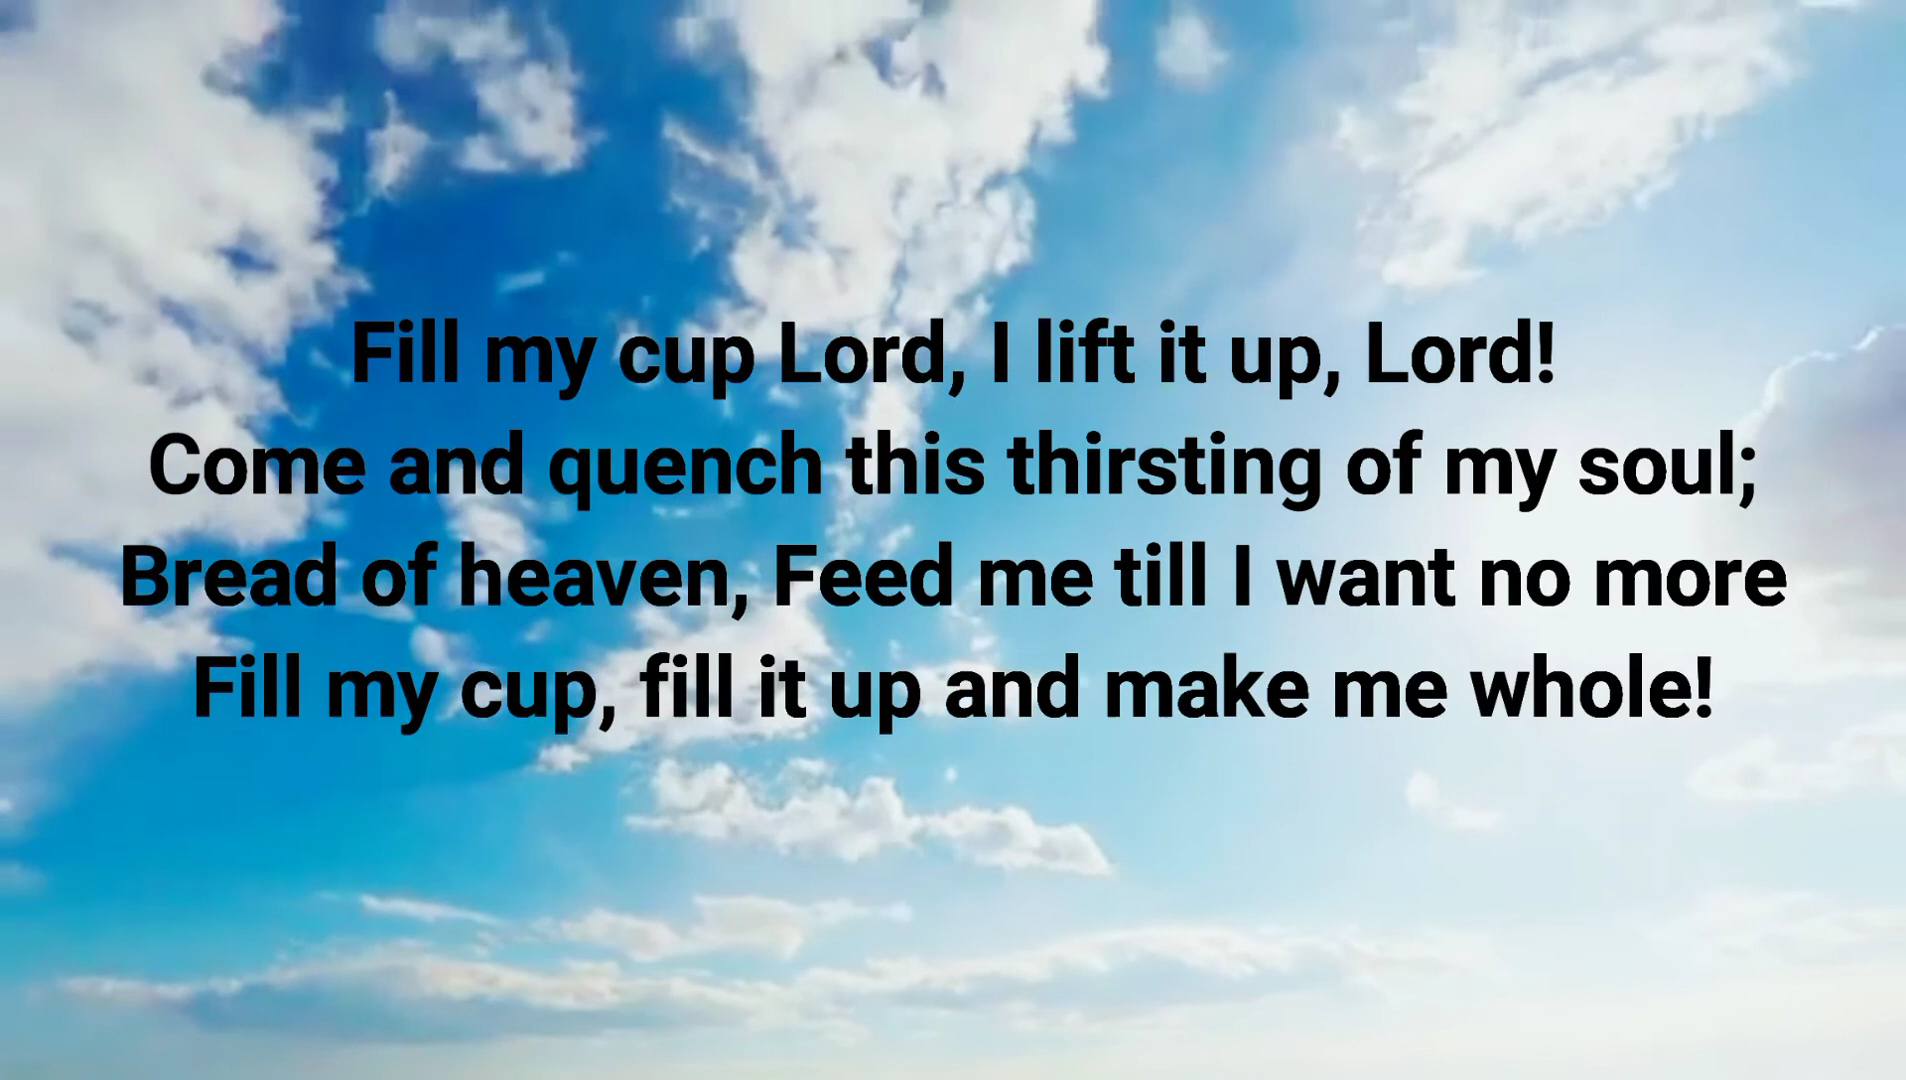 Fill my cup Lord, I lift it up, Lord!
Come and quench this thirsting of my soul;
Bread of heaven, Feed me till I want no more
Fill my cup, fill it up and make me whole!